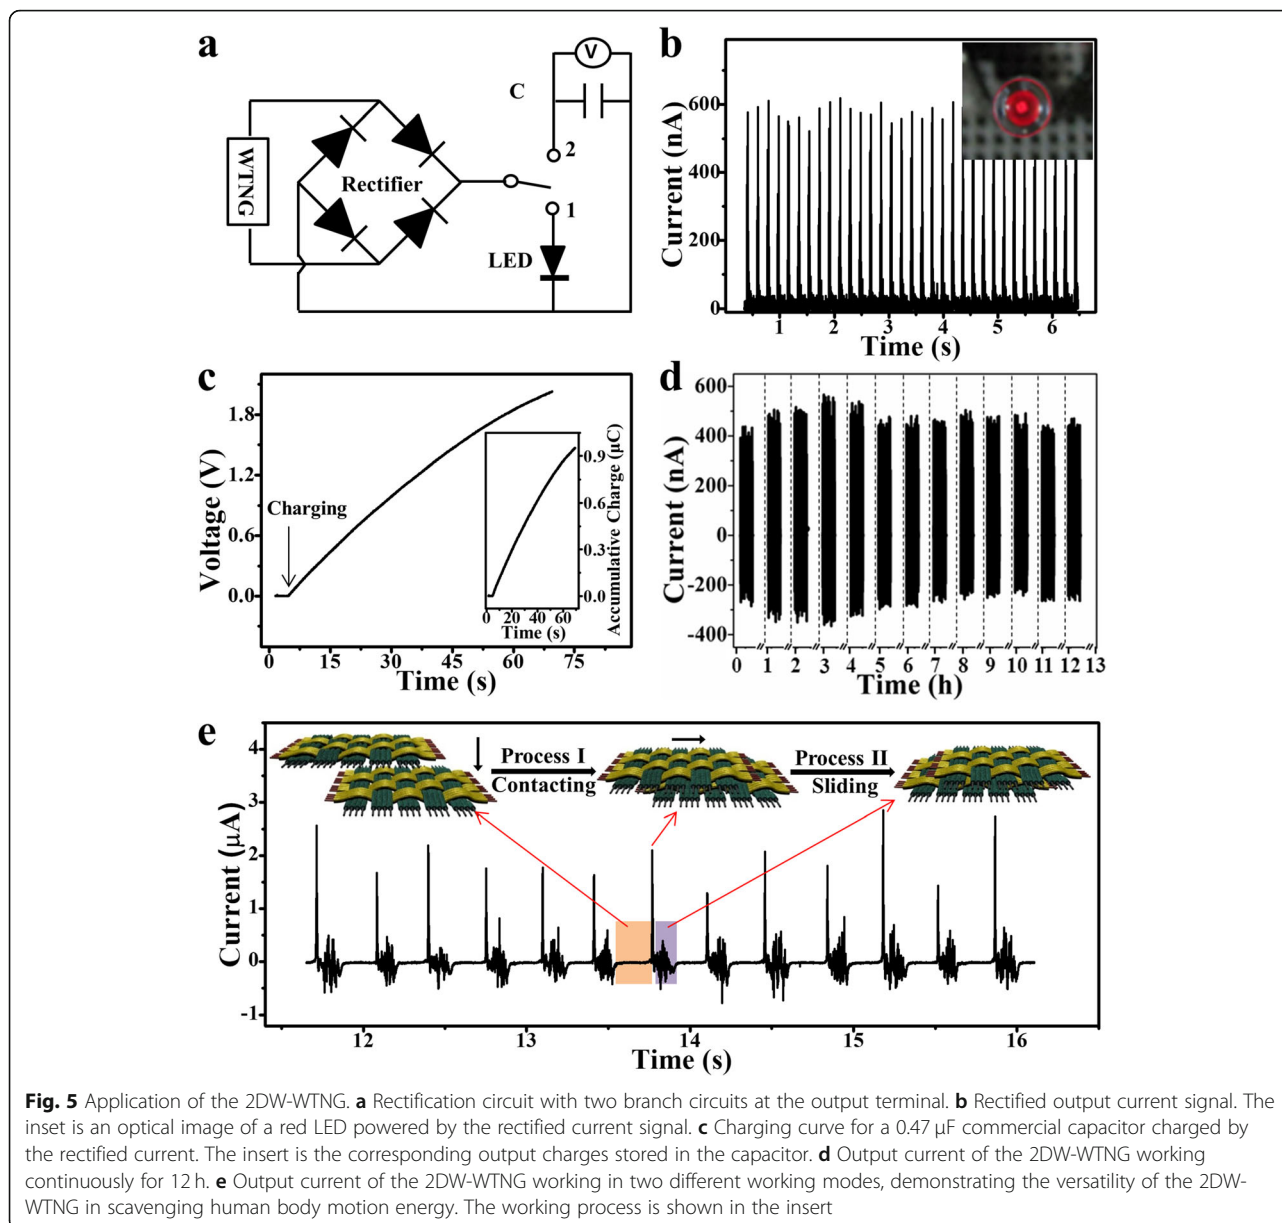 a
V
C
WTNG
Rectifier
2
1
LED
b
Current (nA)
600
400
200
0
1 2 3 4 5 6
Time (s)
c
Voltage (V)
1.8
1.2
0.6
0.0
Charging
0 15 30 45 60 75
Time (s)
Accumulative Charge (μC)
0.9
0.6
0.3
0.0
0 20 40 60
Time (s)
d
Current (nA)
600
400
200
0
-200
-400
0 1 2 3 4 5 6 7 8 9 10 11 12 13
Time (h)
e
Current (μA)
4
3
2
1
0
-1
Process I
Contacting
Process II
Sliding
12 13 14 15 16
Time (s)
Fig. 5 Application of the 2DW-WTNG. a Rectification circuit with two branch circuits at the output terminal. b Rectified output current signal. The
inset is an optical image of a red LED powered by the rectified current signal. c Charging curve for a 0.47 μF commercial capacitor charged by
the rectified current. The insert is the corresponding output charges stored in the capacitor. d Output current of the 2DW-WTNG working
continuously for 12 h. e Output current of the 2DW-WTNG working in two different working modes, demonstrating the versatility of the 2DW-
WTNG in scavenging human body motion energy. The working process is shown in the insert